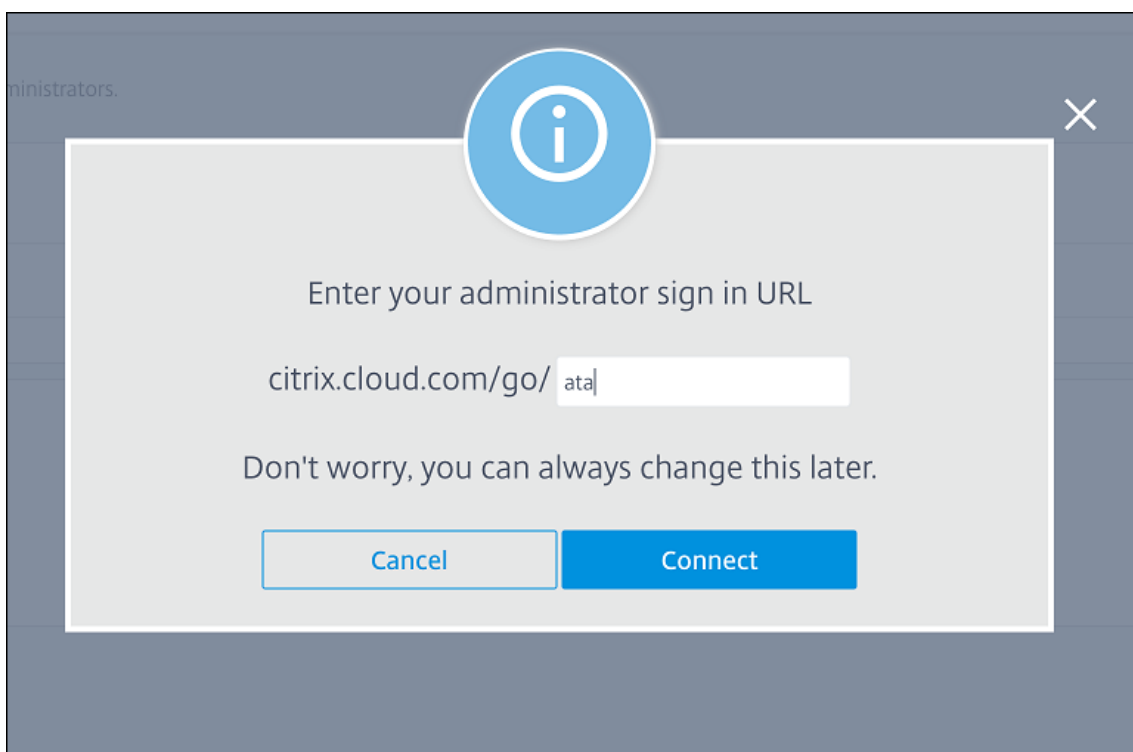 ministrators.
Enter your administrator sign in URL
citrix.cloud.com/go/ ata
Don't worry, you can always change this later.
Cancel Connect